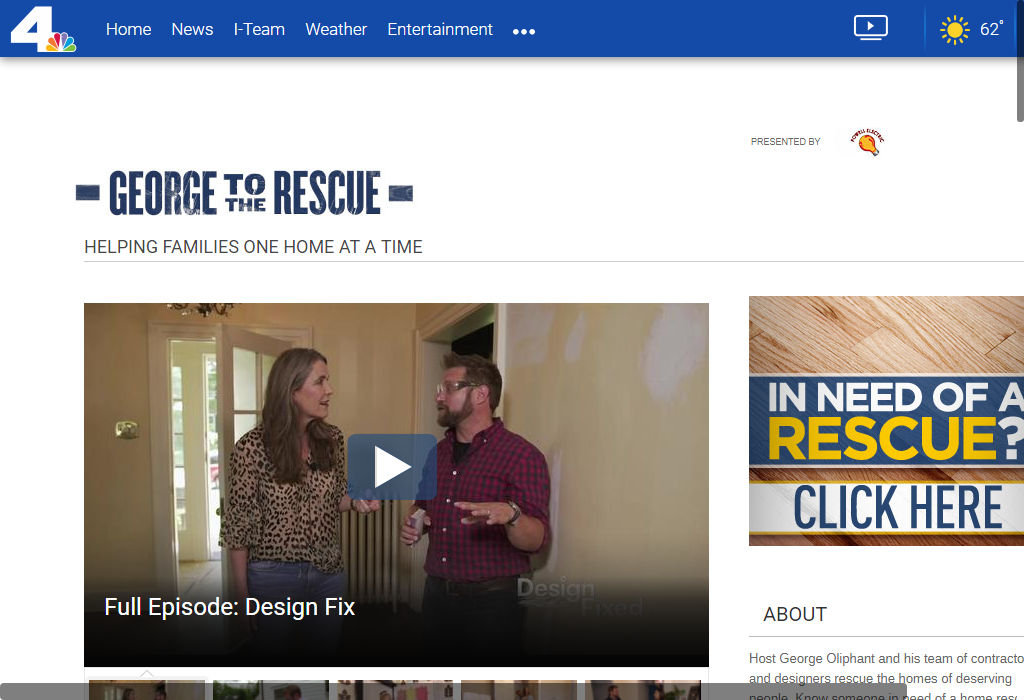 4
Home News I-Team Weather Entertainment
62°
PRESENTED BY
POWELL ELECTRIC
GEORGE TO THE RESCUE
HELPING FAMILIES ONE HOME AT A TIME
IN NEED OF A
RESCUE?
CLICK HERE
Design
Fixed
Full Episode: Design Fix
ABOUT
Host George Oliphant and his team of contracto
and designers rescue the homes of deserving
people. Know someone in need of a home resc